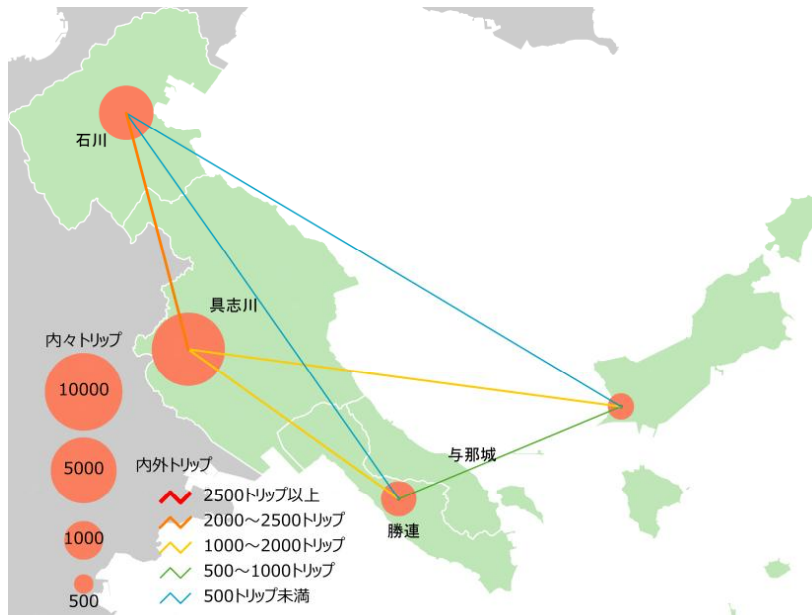 石川
具志川
与那城
勝連
内々トリップ
10000
5000
1000
500
内外トリップ
2500トリップ以上
2000～2500トリップ
1000～2000トリップ
500～1000トリップ
500トリップ未満